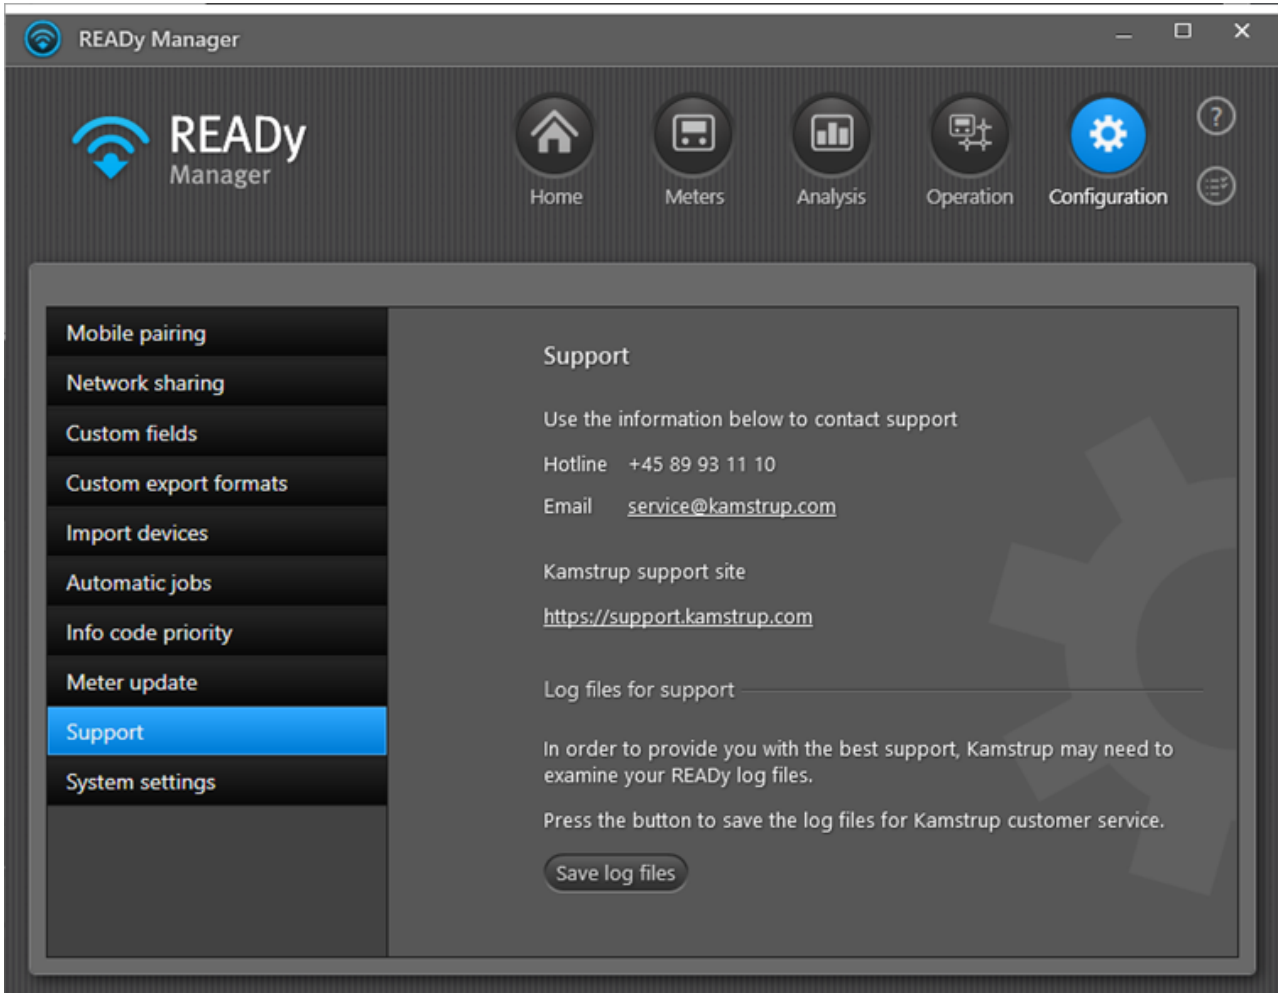 READy Manager
READy
Manager
Home
Meters
Analysis
Operation
Configuration
?
Mobile pairing
Network sharing
Custom fields
Custom export formats
Import devices
Automatic jobs
Info code priority
Meter update
Support
System settings
Support
Use the information below to contact support
Hotline +45 89 93 11 10
Email service@kamstrup.com
Kamstrup support site
https://support.kamstrup.com
Log files for support
In order to provide you with the best support, Kamstrup may need to
examine your READy log files.
Press the button to save the log files for Kamstrup customer service.
Save log files